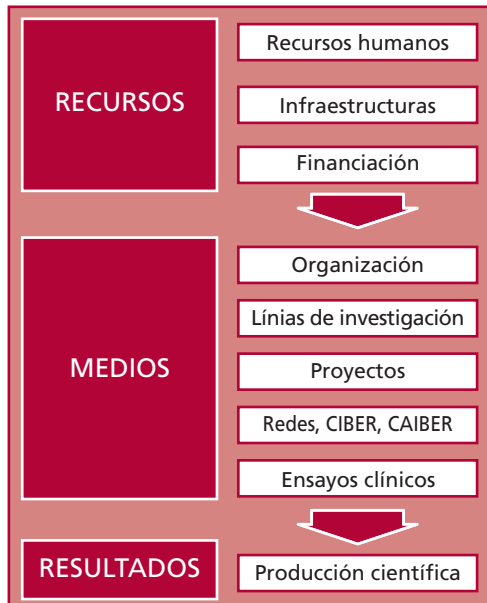 RECURSOS
Recursos humanos
Infraestructuras
Financiación
MEDIOS
Organización
Línias de investigación
Proyectos
Redes, CIBER, CAIBER
Ensayos clínicos
RESULTADOS
Producción científica